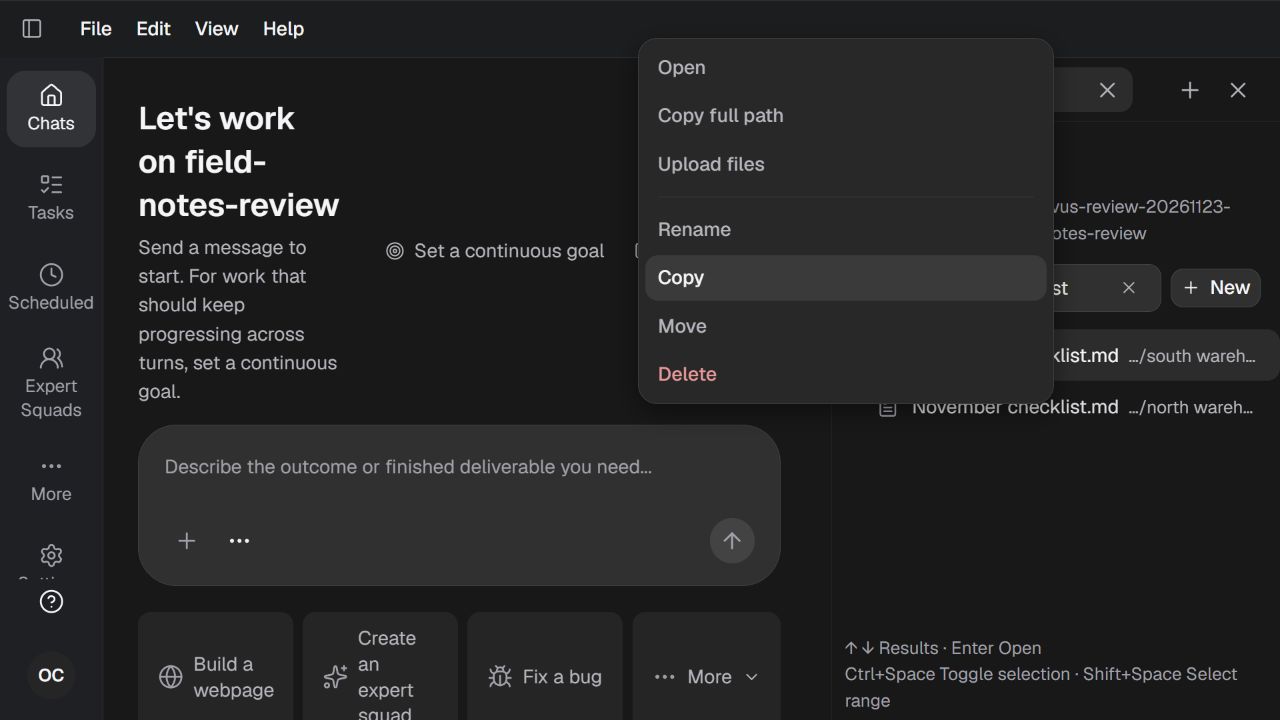 File Edit View Help
Chats
Tasks
Scheduled
Expert
Squads
More
OC
Let's work
on field-
notes-review
Send a message to
start. For work that
should keep
progressing across
turns, set a continuous
goal.
Set a continuous goal
Describe the outcome or finished deliverable you need...
Build a
webpage
Create
an
expert
squad
Fix a bug
More
Open
Copy full path
Upload files
Rename
Copy
Move
Delete
vus-review-20261123-
otes-review
st
New
klist.md .../south wareh...
November checklist.md .../north wareh...
Results · Enter Open
Ctrl+Space Toggle selection · Shift+Space Select
range